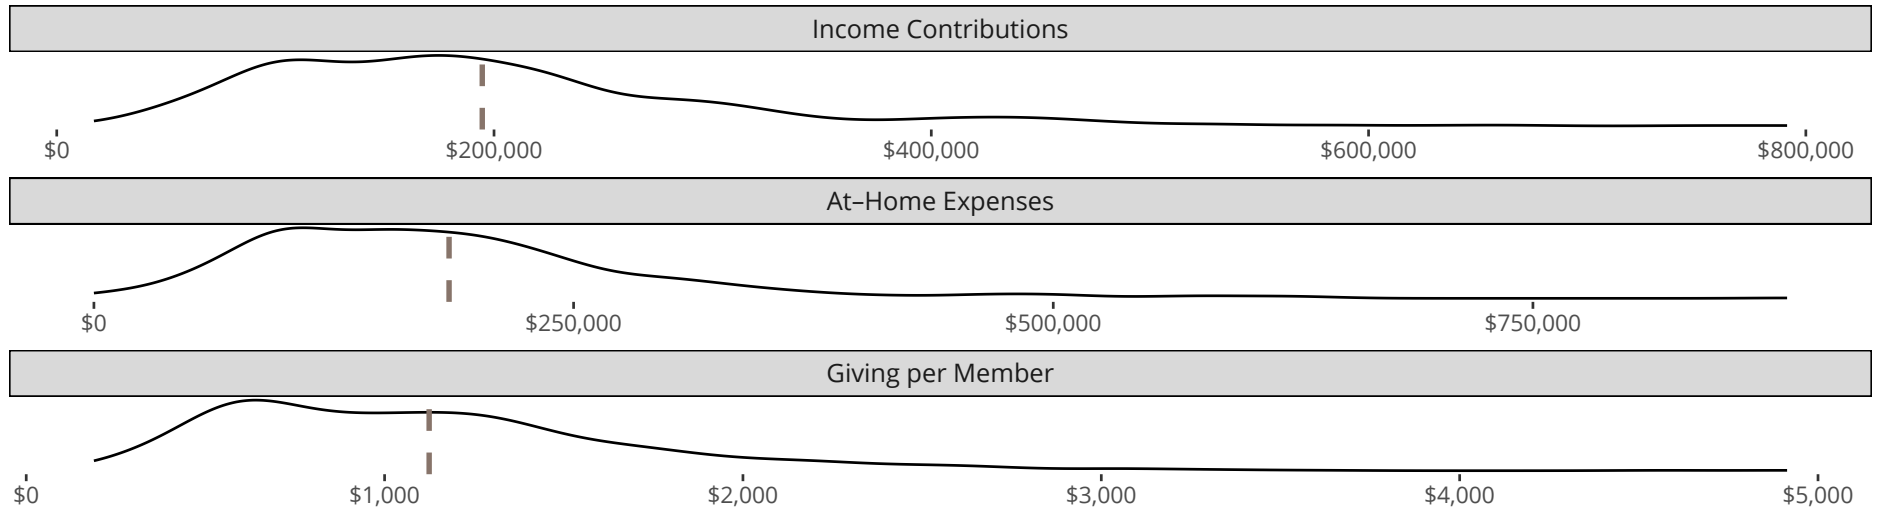 Income Contributions
$0 $200,000 $400,000 $600,000 $800,000
At–Home Expenses
$0 $250,000 $500,000 $750,000
Giving per Member
$0 $1,000 $2,000 $3,000 $4,000 $5,000